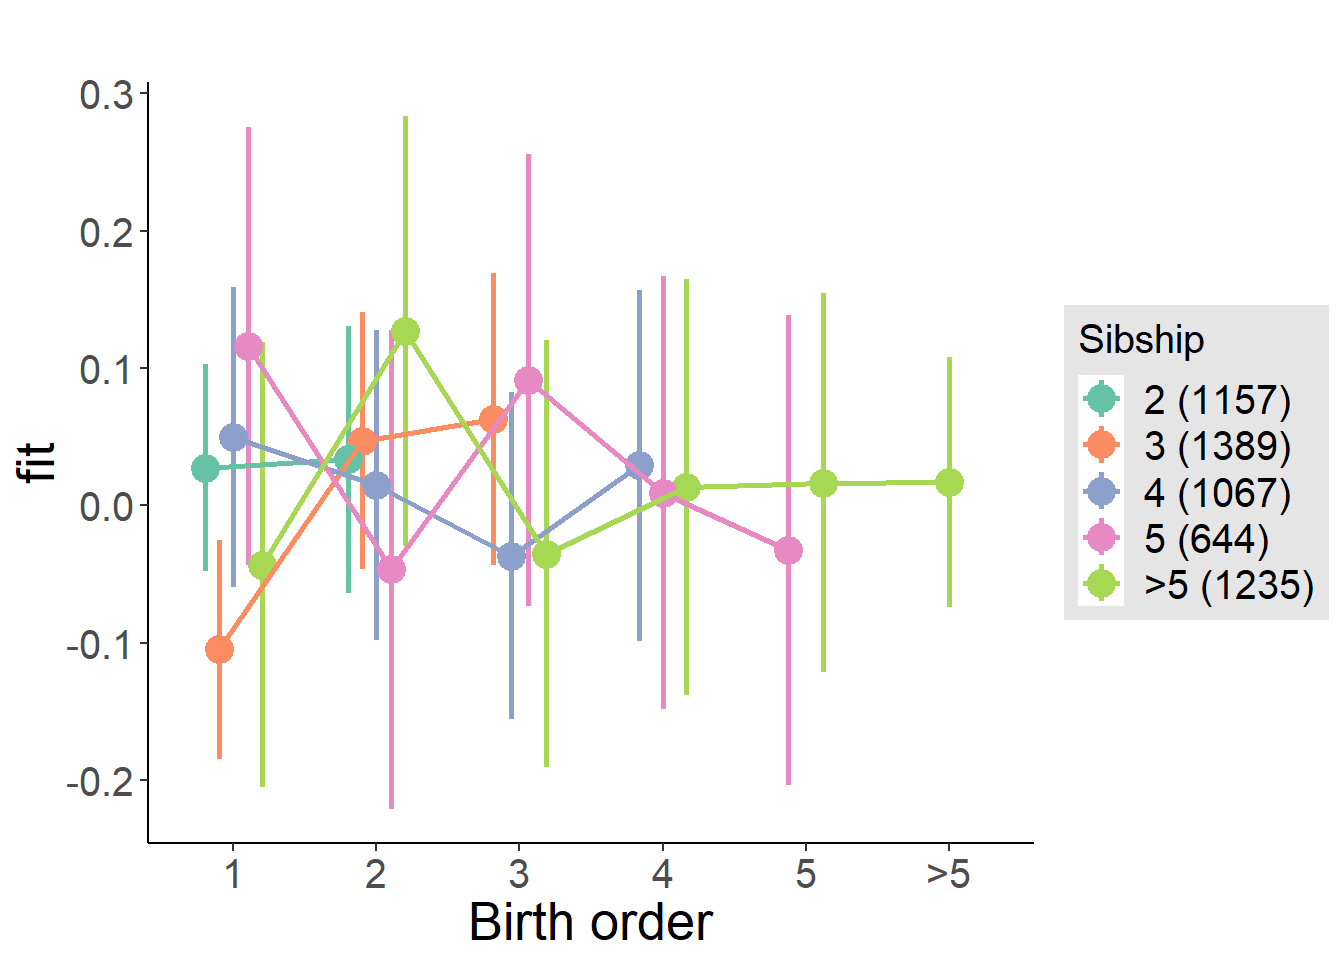 0.3
0.2
0.1
0.0
-0.1
-0.2
fit
1 2 3 4 5 >5
Birth order
Sibship
2 (1157)
3 (1389)
4 (1067)
5 (644)
>5 (1235)